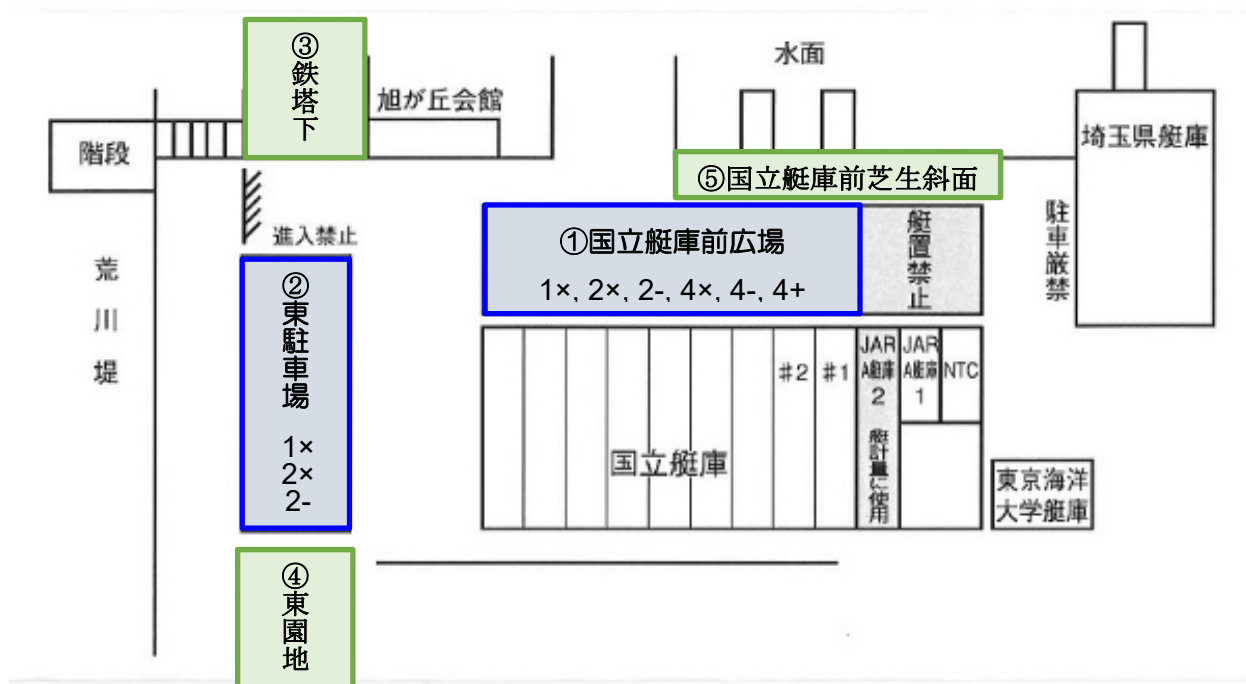 ③鉄塔下
旭が丘会館
水面
階段
埼玉県艇庫
⑤国立艇庫前芝生斜面
進入禁止
①国立艇庫前広場
1×, 2×, 2-, 4×, 4-, 4+
艇置禁止
駐車厳禁
荒川堤
②東駐車場
1×
2×
2-
#2
#1
JAR
A艇庫
2
艇計量に使用
JAR
A艇庫
1
NTC
国立艇庫
東京海洋
大学艇庫
④東園地